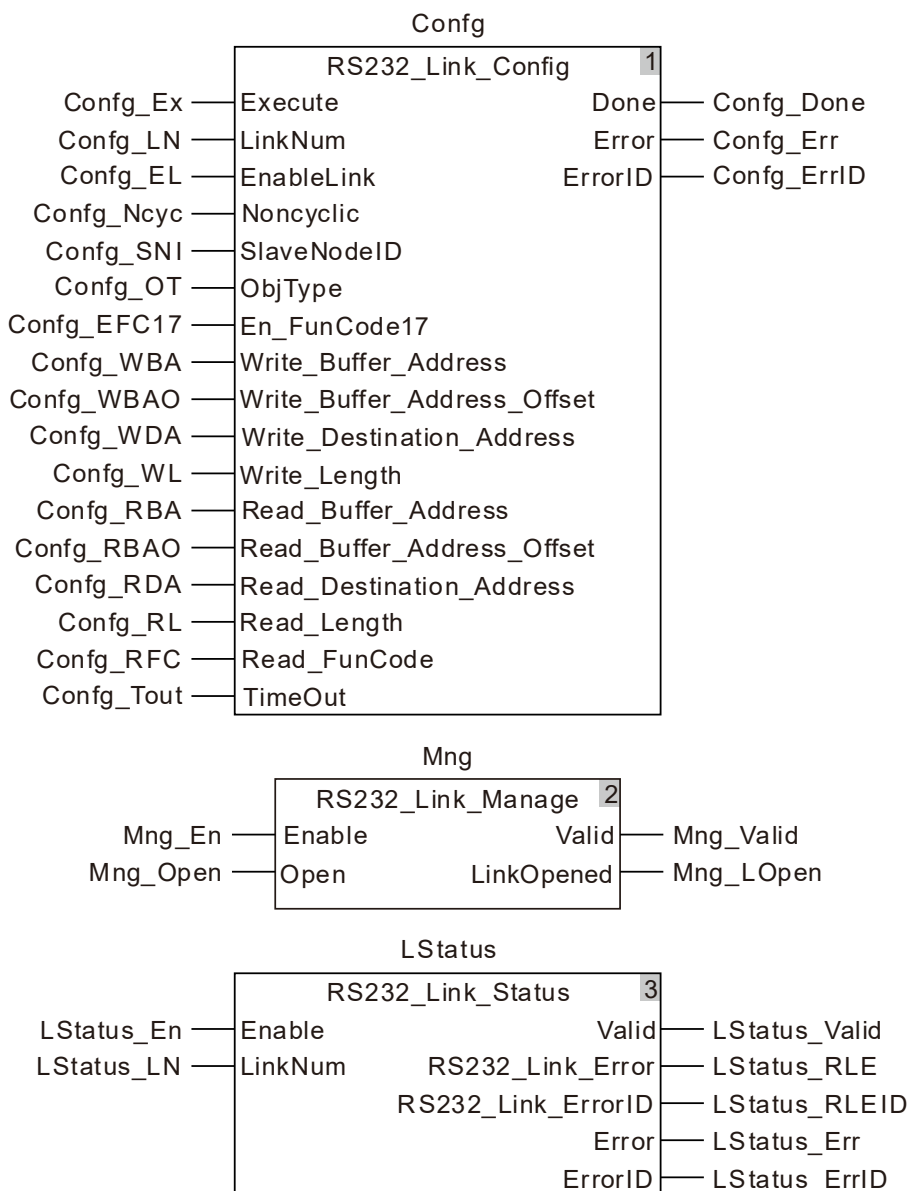 Confg
RS232_Link_Config 1
Confg_Ex Execute Done Confg_Done
Confg_LN LinkNum Error Confg_Err
Confg_EL EnableLink ErrorID Confg_ErrID
Confg_Ncyc Noncyclic
Confg_SNI SlaveNodeID
Confg_OT ObjType
Confg_EFC17 En_FunCode17
Confg_WBA Write_Buffer_Address
Confg_WBAO Write_Buffer_Address_Offset
Confg_WDA Write_Destination_Address
Confg_WL Write_Length
Confg_RBA Read_Buffer_Address
Confg_RBAO Read_Buffer_Address_Offset
Confg_RDA Read_Destination_Address
Confg_RL Read_Length
Confg_RFC Read_FunCode
Confg_Tout TimeOut
Mng
RS232_Link_Manage 2
Mng_En Enable Valid Mng_Valid
Mng_Open Open LinkOpened Mng_LOpen
LStatus
RS232_Link_Status 3
LStatus_En Enable Valid LStatus_Valid
LStatus_LN LinkNum RS232_Link_Error LStatus_RLE
RS232_Link_ErrorID LStatus_RLEID
Error LStatus_Err
ErrorID LStatus_ErrID